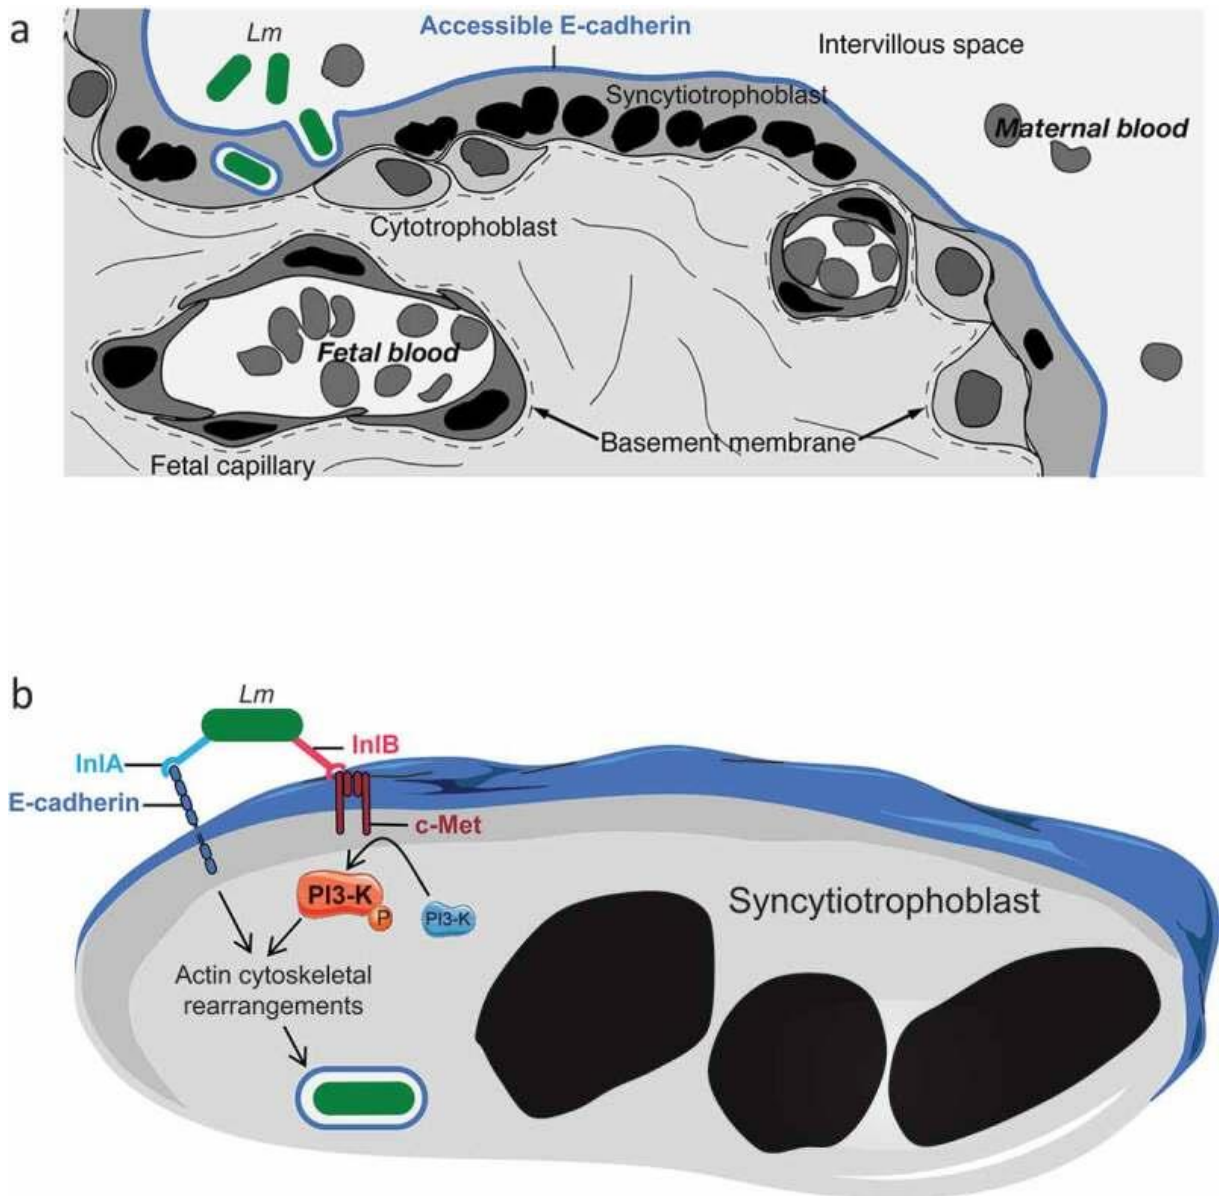 a
Lm
Accessible E-cadherin
Intervillous space
Syncytiotrophoblast
Maternal blood
Cytotrophoblast
Fetal blood
Basement membrane
Fetal capillary
b
Lm
InlA
InlB
E-cadherin
c-Met
PI3-K
P
PI3-K
Syncytiotrophoblast
Actin cytoskeletal
rearrangements